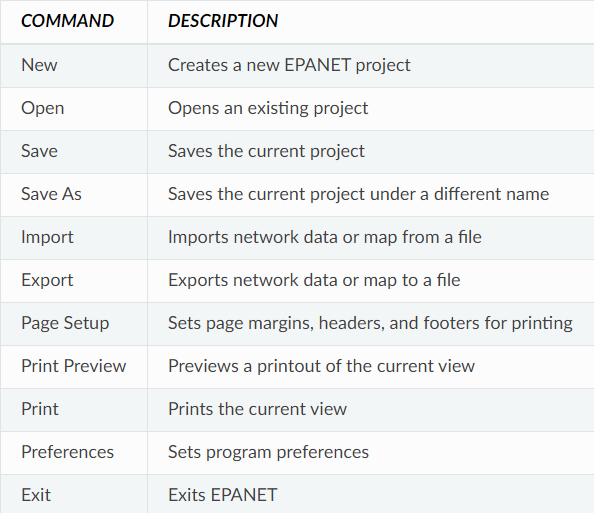 COMMAND DESCRIPTION
New Creates a new EPANET project
Open Opens an existing project
Save Saves the current project
Save As Saves the current project under a different name
Import Imports network data or map from a file
Export Exports network data or map to a file
Page Setup Sets page margins, headers, and footers for printing
Print Preview Previews a printout of the current view
Print Prints the current view
Preferences Sets program preferences
Exit Exits EPANET